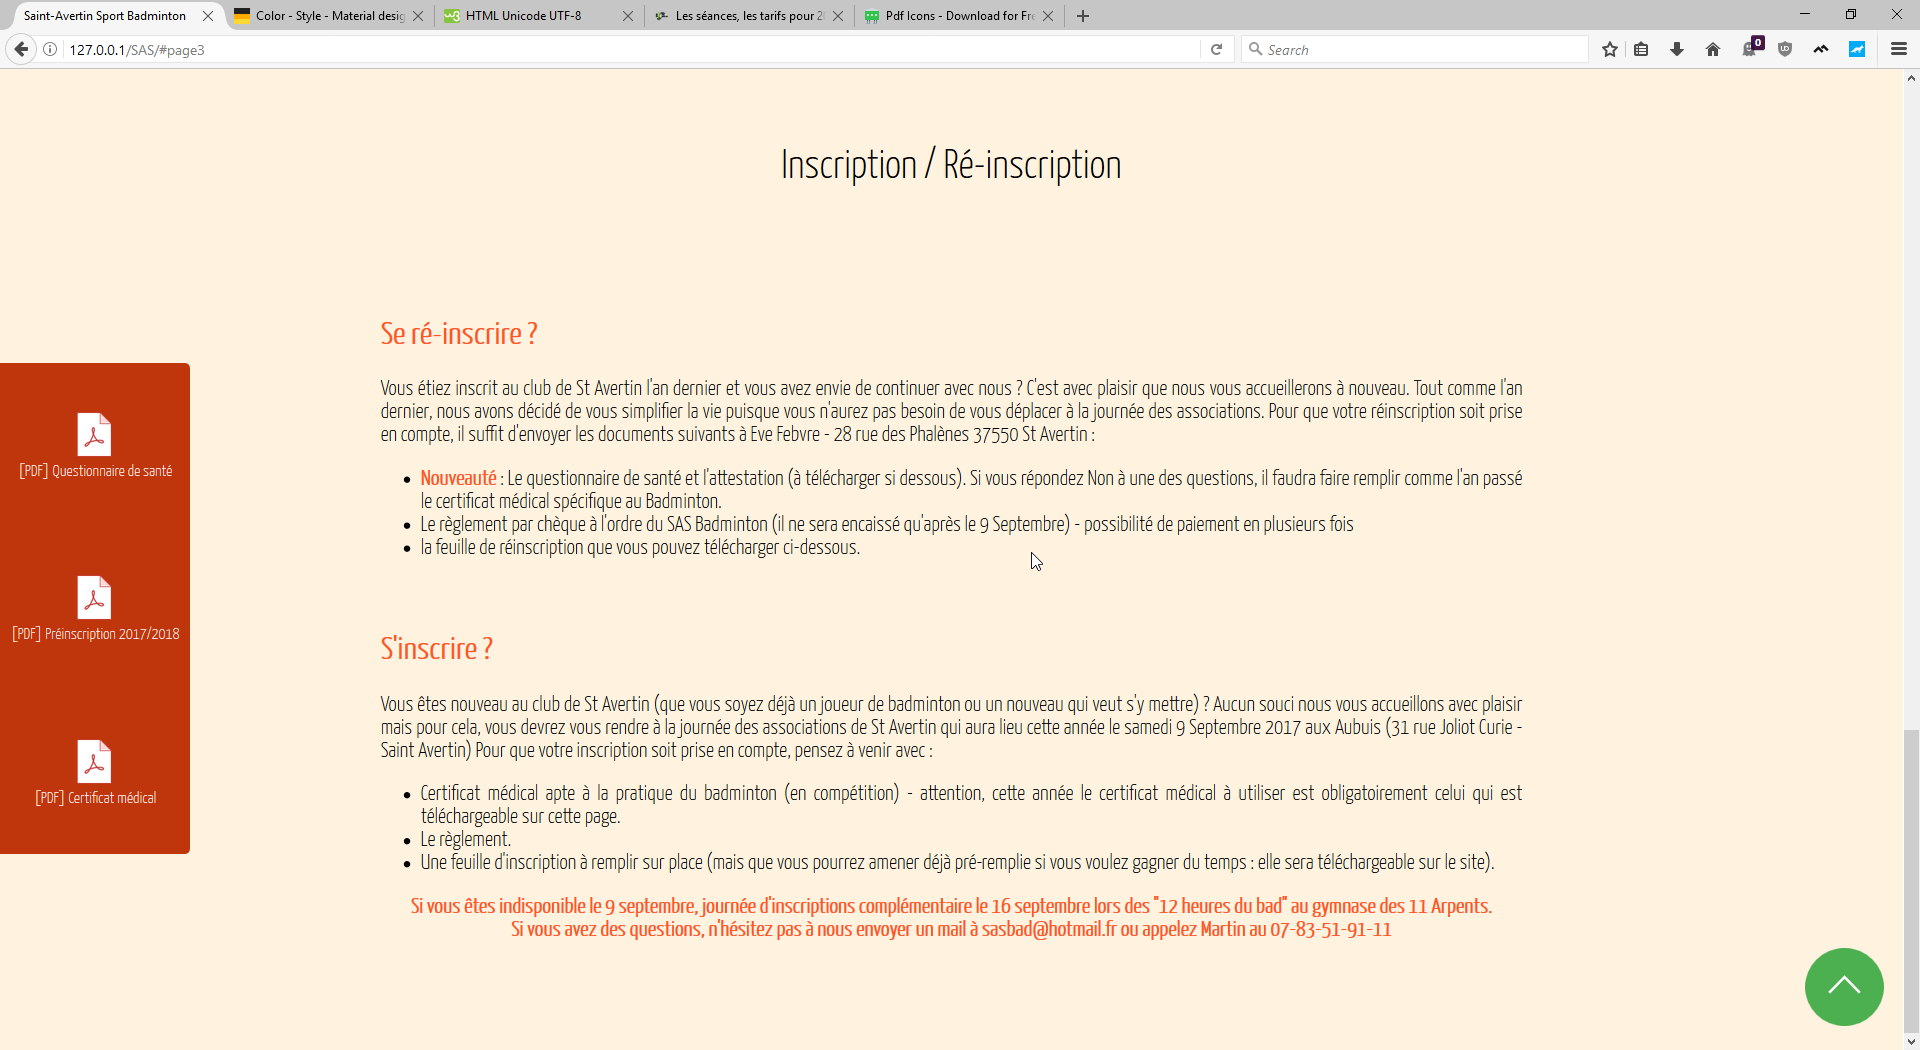 Saint-Avertin Sport Badminton
Color - Style - Material desig
HTML Unicode UTF-8
Les séances, les tarifs pour 2
Pdf Icons - Download for Fre
127.0.0.1/SAS/#page3
Search
0
Inscription / Ré-inscription
Se ré-inscrire ?
Vous étiez inscrit au club de St Avertin l'an dernier et vous avez envie de continuer avec nous ? C'est avec plaisir que nous vous accueillerons à nouveau. Tout comme l'an
dernier, nous avons décidé de vous simplifier la vie puisque vous n'aurez pas besoin de vous déplacer à la journée des associations. Pour que votre réinscription soit prise
en compte, il suffit d'envoyer les documents suivants à Eve Febvre - 28 rue des Phalènes 37550 St Avertin :
• Nouveauté : Le questionnaire de santé et l'attestation (à télécharger si dessous). Si vous répondez Non à une des questions, il faudra faire remplir comme l'an passé
le certificat médical spécifique au Badminton.
• Le règlement par chèque à l'ordre du SAS Badminton (il ne sera encaissé qu'après le 9 Septembre) - possibilité de paiement en plusieurs fois
• la feuille de réinscription que vous pouvez télécharger ci-dessous.
[PDF] Questionnaire de santé
[PDF] Préinscription 2017/2018
[PDF] Certificat médical
S'inscrire ?
Vous êtes nouveau au club de St Avertin (que vous soyez déjà un joueur de badminton ou un nouveau qui veut s'y mettre) ? Aucun souci nous vous accueillons avec plaisir
mais pour cela, vous devrez vous rendre à la journée des associations de St Avertin qui aura lieu cette année le samedi 9 Septembre 2017 aux Aubuis (31 rue Joliot Curie -
Saint Avertin) Pour que votre inscription soit prise en compte, pensez à venir avec :
• Certificat médical apte à la pratique du badminton (en compétition) - attention, cette année le certificat médical à utiliser est obligatoirement celui qui est
téléchargeable sur cette page.
• Le règlement.
• Une feuille d'inscription à remplir sur place (mais que vous pourrez amener déjà pré-remplie si vous voulez gagner du temps : elle sera téléchargeable sur le site).
Si vous êtes indisponible le 9 septembre, journée d'inscriptions complémentaire le 16 septembre lors des "12 heures du bad" au gymnase des 11 Arpents.
Si vous avez des questions, n'hésitez pas à nous envoyer un mail à sasbad@hotmail.fr ou appelez Martin au 07-83-51-91-11